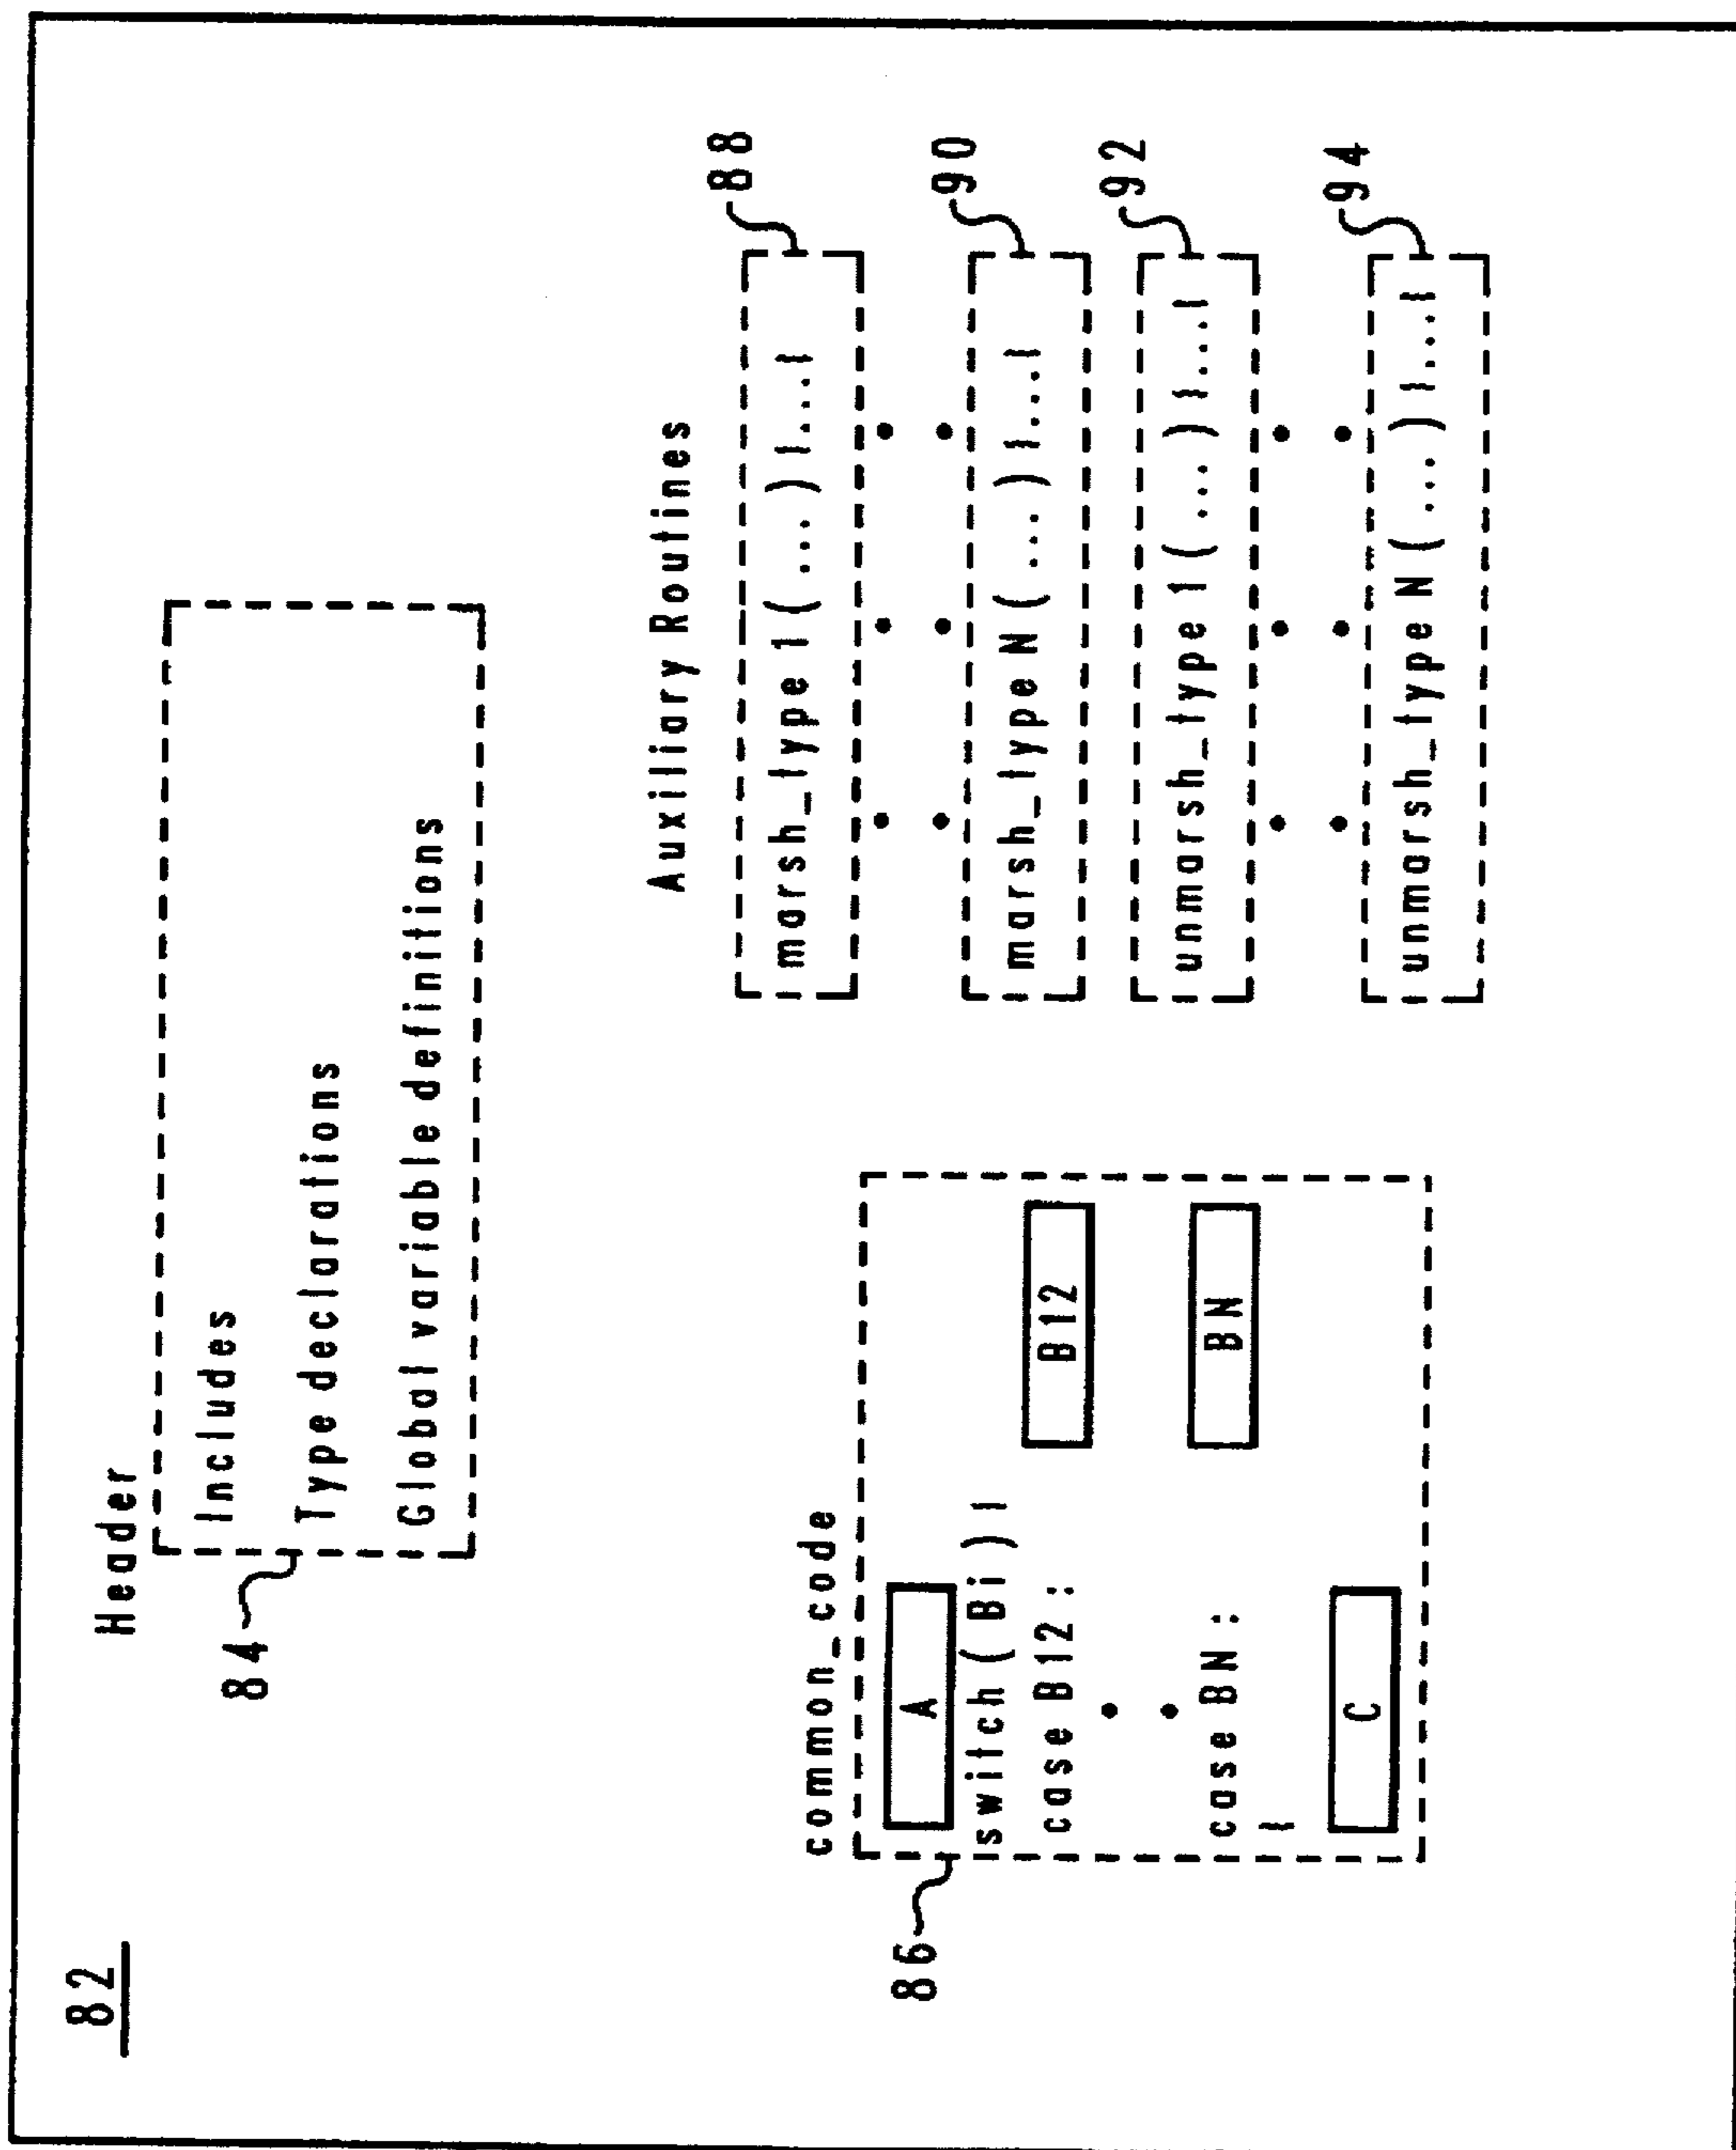 82
Header
84
Includes
Type declarations
Global variable definitions
common_code
86
A
switch(Bi){
case B12:
B12
case BN:
BN
}
C
Auxiliary Routines
marsh_type1(...){...}
88
marsh_typeN(...){...}
90
unmarsh_type1(...){...}
92
unmarsh_typeN(...){...}
94